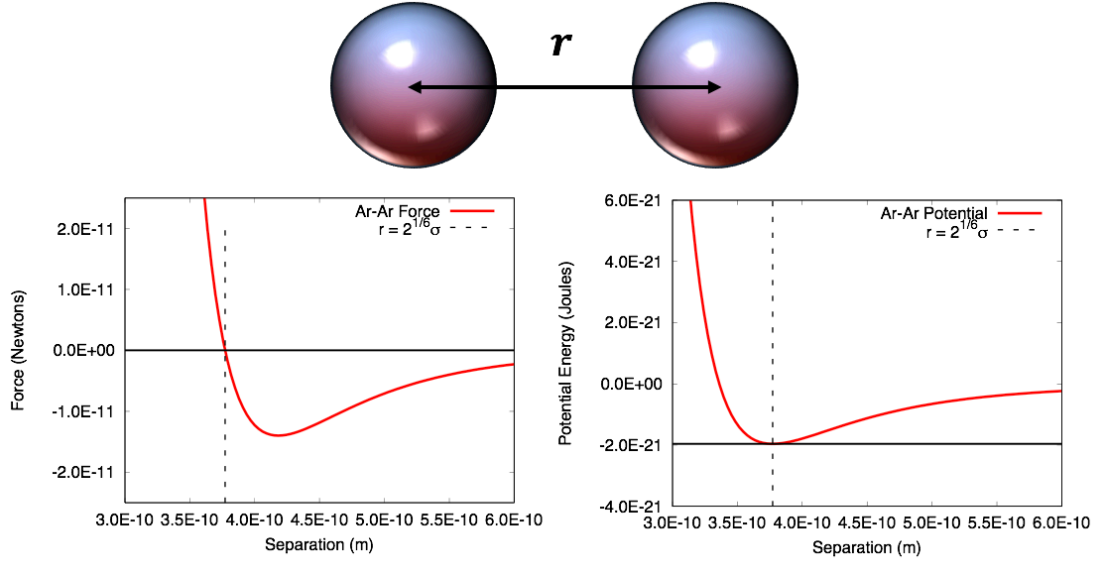 r
Ar-Ar Force
r = 2^1/6σ
2.0E-11
1.0E-11
0.0E+00
-1.0E-11
-2.0E-11
Force (Newtons)
3.0E-10 3.5E-10 4.0E-10 4.5E-10 5.0E-10 5.5E-10 6.0E-10
Separation (m)
Ar-Ar Potential
r = 2^1/6σ
6.0E-21
4.0E-21
2.0E-21
0.0E+00
-2.0E-21
-4.0E-21
Potential Energy (Joules)
3.0E-10 3.5E-10 4.0E-10 4.5E-10 5.0E-10 5.5E-10 6.0E-10
Separation (m)